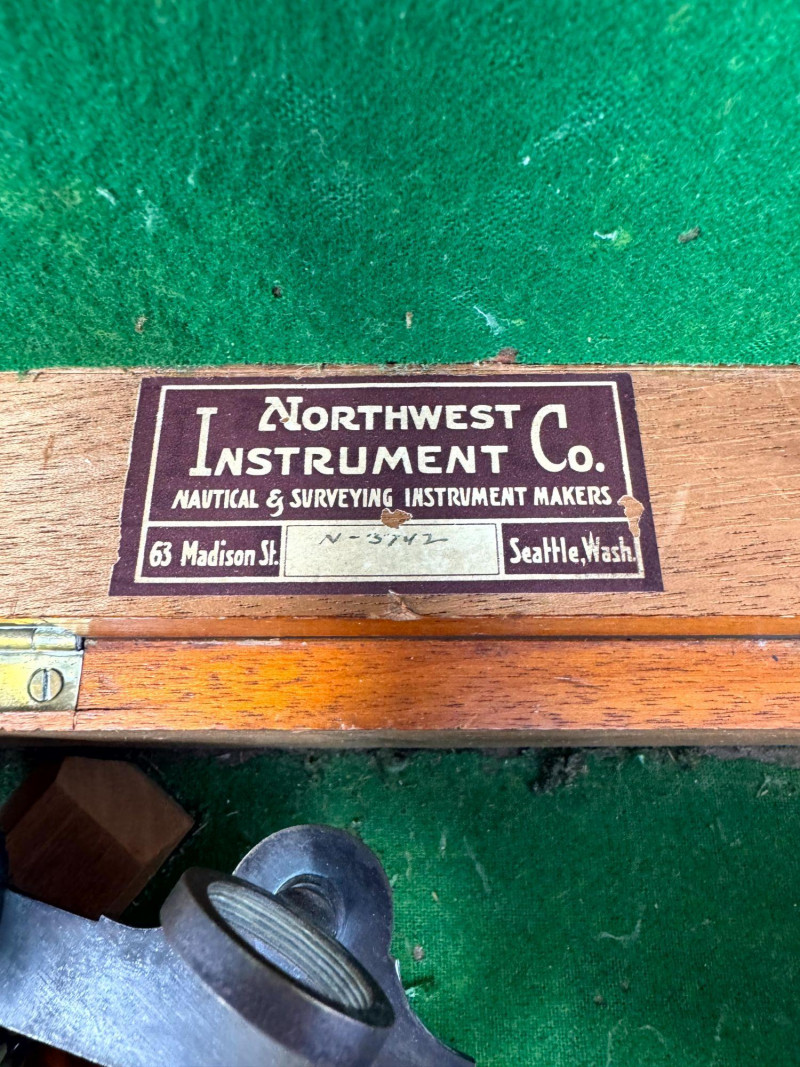 NORTHWEST
INSTRUMENT CO.
NAUTICAL & SURVEYING INSTRUMENT MAKERS
63 Madison St.
N-3742
Seattle, Wash.